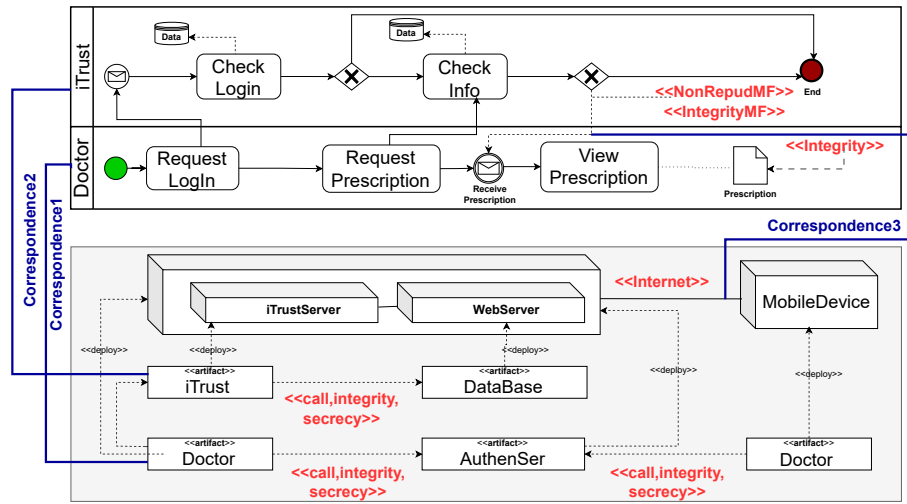 iTrust
Data
Data
Check
Login
Check
Info
End
<<NonRepudMF>>
<<IntegrityMF>>
Doctor
Request
LogIn
Request
Prescription
Receive
Prescription
View
Prescription
<<Integrity>>
Prescription
Correspondence2
Correspondence1
Correspondence3
iTrustServer
WebServer
<<Internet>>
MobileDevice
<<deploy>>
<<deploy>>
<<deploy>>
<<deploy>>
<<deploy>>
<<artifact>>
iTrust
<<call,integrity,
secrecy>>
<<artifact>>
DataBase
<<artifact>>
Doctor
<<call,integrity,
secrecy>>
<<artifact>>
AuthenSer
<<call,integrity,
secrecy>>
<<artifact>>
Doctor